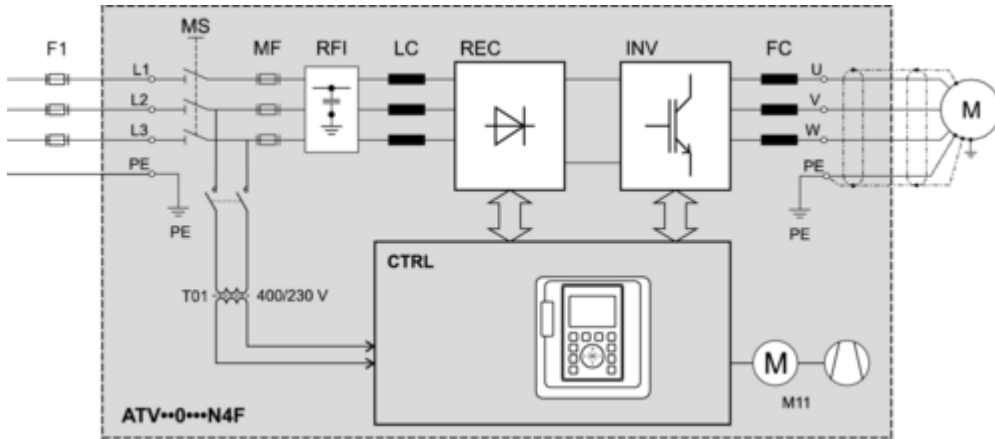 F1
MS
MF
RFI
LC
REC
INV
FC
L1
L2
L3
PE
PE
U
V
W
PE
PE
M
CTRL
T01
400/230 V
M
M11
ATV••0•••N4F